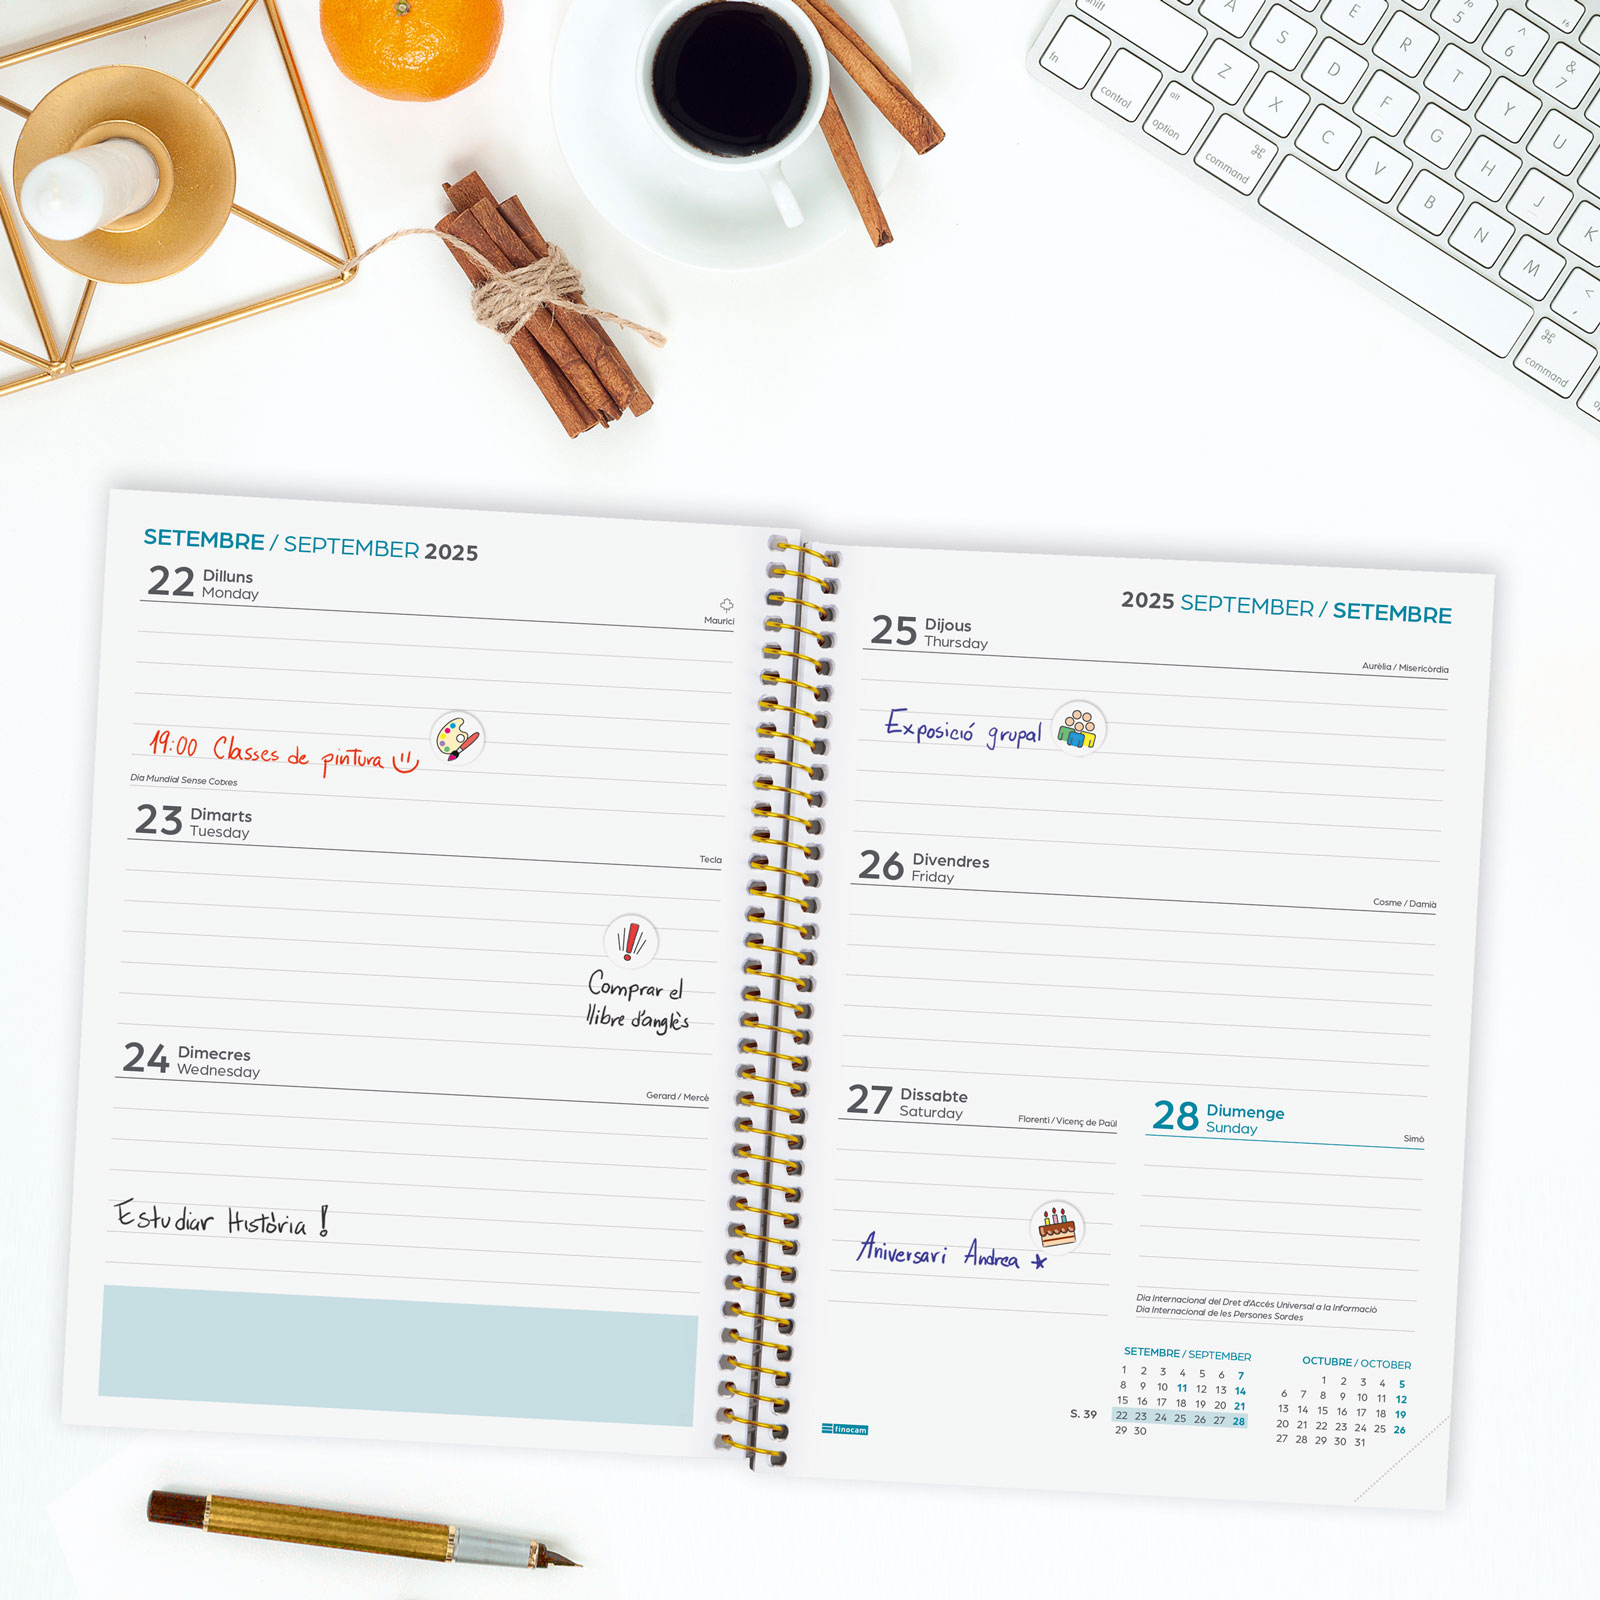 shift
A
S
E
R
%
5
^
6
&
7
F6
fn
Z
D
F
T
Y
control
alt
option
X
C
G
U
command
⌘
V
H
J
B
N
K
M
<
,
⌘
command
SETEMBRE / SEPTEMBER 2025
22 Dilluns
Monday
Maurici
19:00 Classes de pintura
Dia Mundial Sense Cotxes
23 Dimarts
Tuesday
Tecla
Comprar el
llibre d'anglès
24 Dimecres
Wednesday
Gerard / Mercè
Estudiar Història !
2025 SEPTEMBER / SETEMBRE
25 Dijous
Thursday
Aurèlia / Misericòrdia
Exposició grupal
26 Divendres
Friday
Cosme / Damià
27 Dissabte
Saturday
Florentí / Vicenç de Paül
Aniversari Andrea
28 Diumenge
Sunday
Simó
Dia Internacional del Dret d'Accés Universal a la Informació
Dia Internacional de les Persones Sordes
SETEMBRE / SEPTEMBER
1 2 3 4 5 6 7
8 9 10 11 12 13 14
15 16 17 18 19 20 21
S. 39 22 23 24 25 26 27 28
29 30
OCTUBRE / OCTOBER
1 2 3 4 5
6 7 8 9 10 11 12
13 14 15 16 17 18 19
20 21 22 23 24 25 26
27 28 29 30 31
finocam